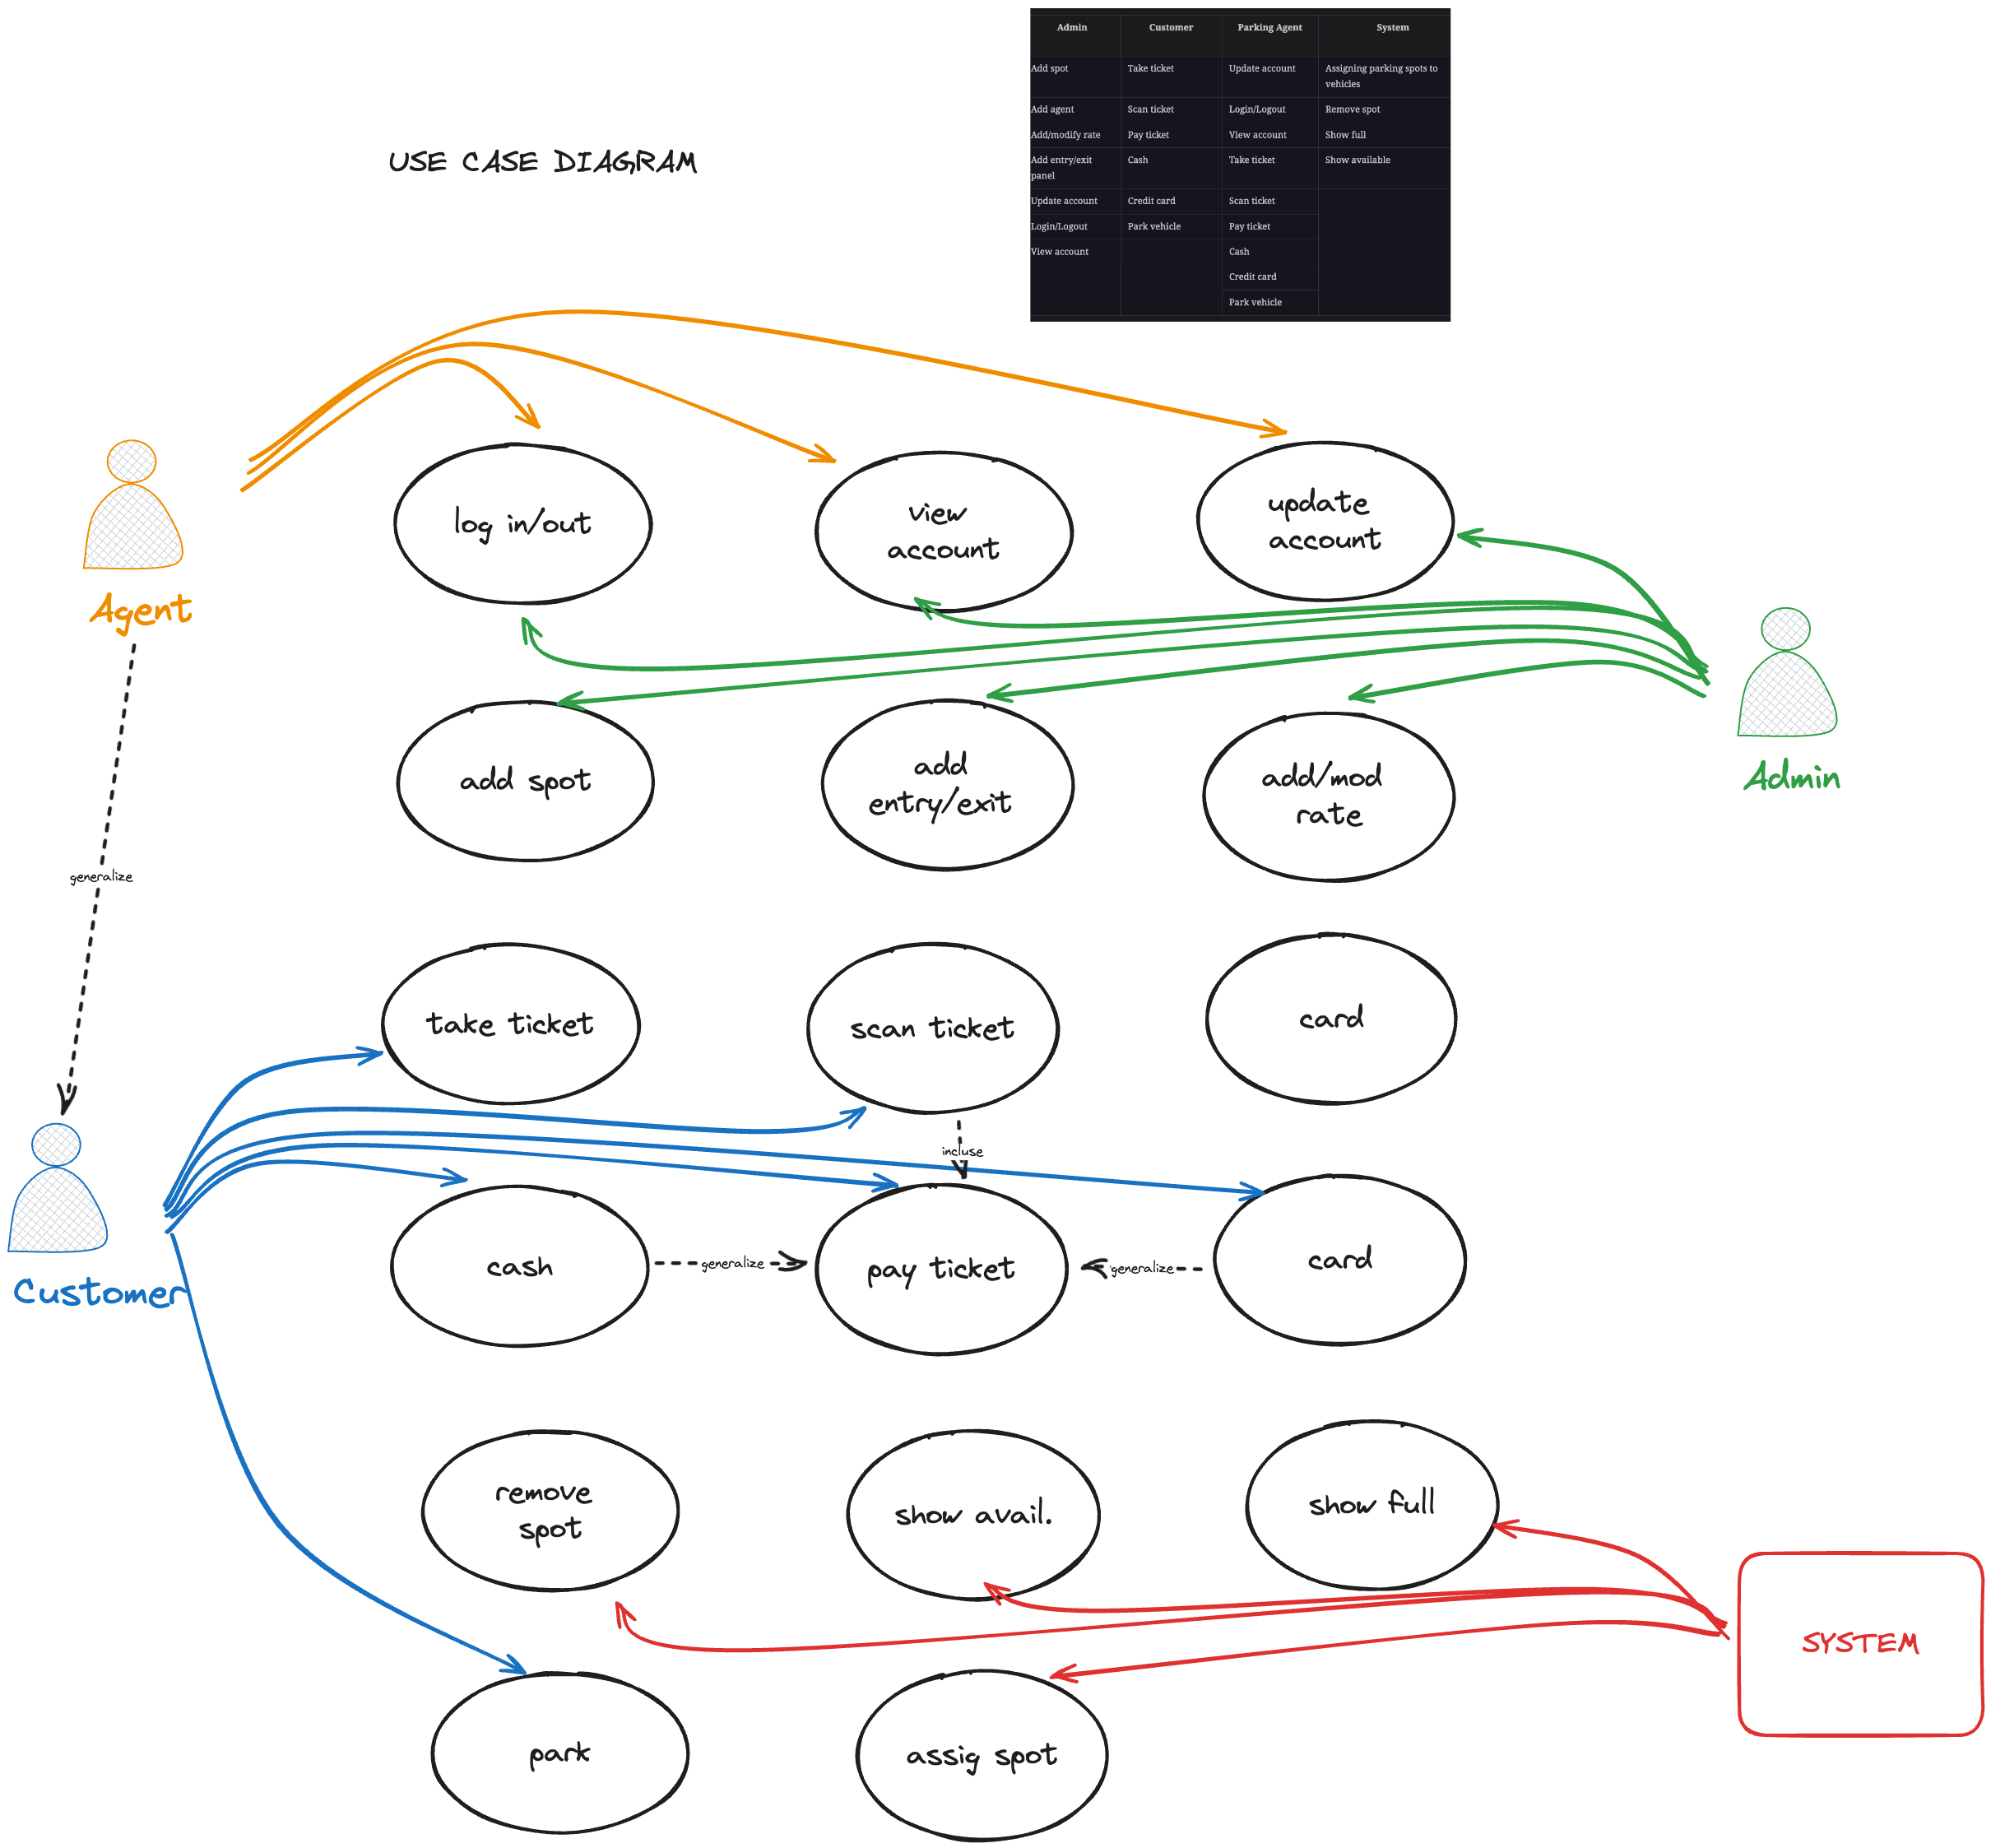 Admin Customer Parking Agent System
Add spot Take ticket Update account Assigning parking spots to
vehicles
Add agent Scan ticket Login/Logout Remove spot
Add/modify rate Pay ticket View account Show full
Add entry/exit Cash Take ticket Show available
panel
Update account Credit card Scan ticket
Login/Logout Park vehicle Pay ticket
View account Cash
Credit card
Park vehicle
USE CASE DIAGRAM
log in/out
view
account
update
account
Agent
Admin
add spot
add
entry/exit
add/mod
rate
generalize
take ticket
scan ticket
card
incluse
Customer
cash
generalize
pay ticket
generalize
card
remove
spot
show avail.
show full
SYSTEM
park
assig spot